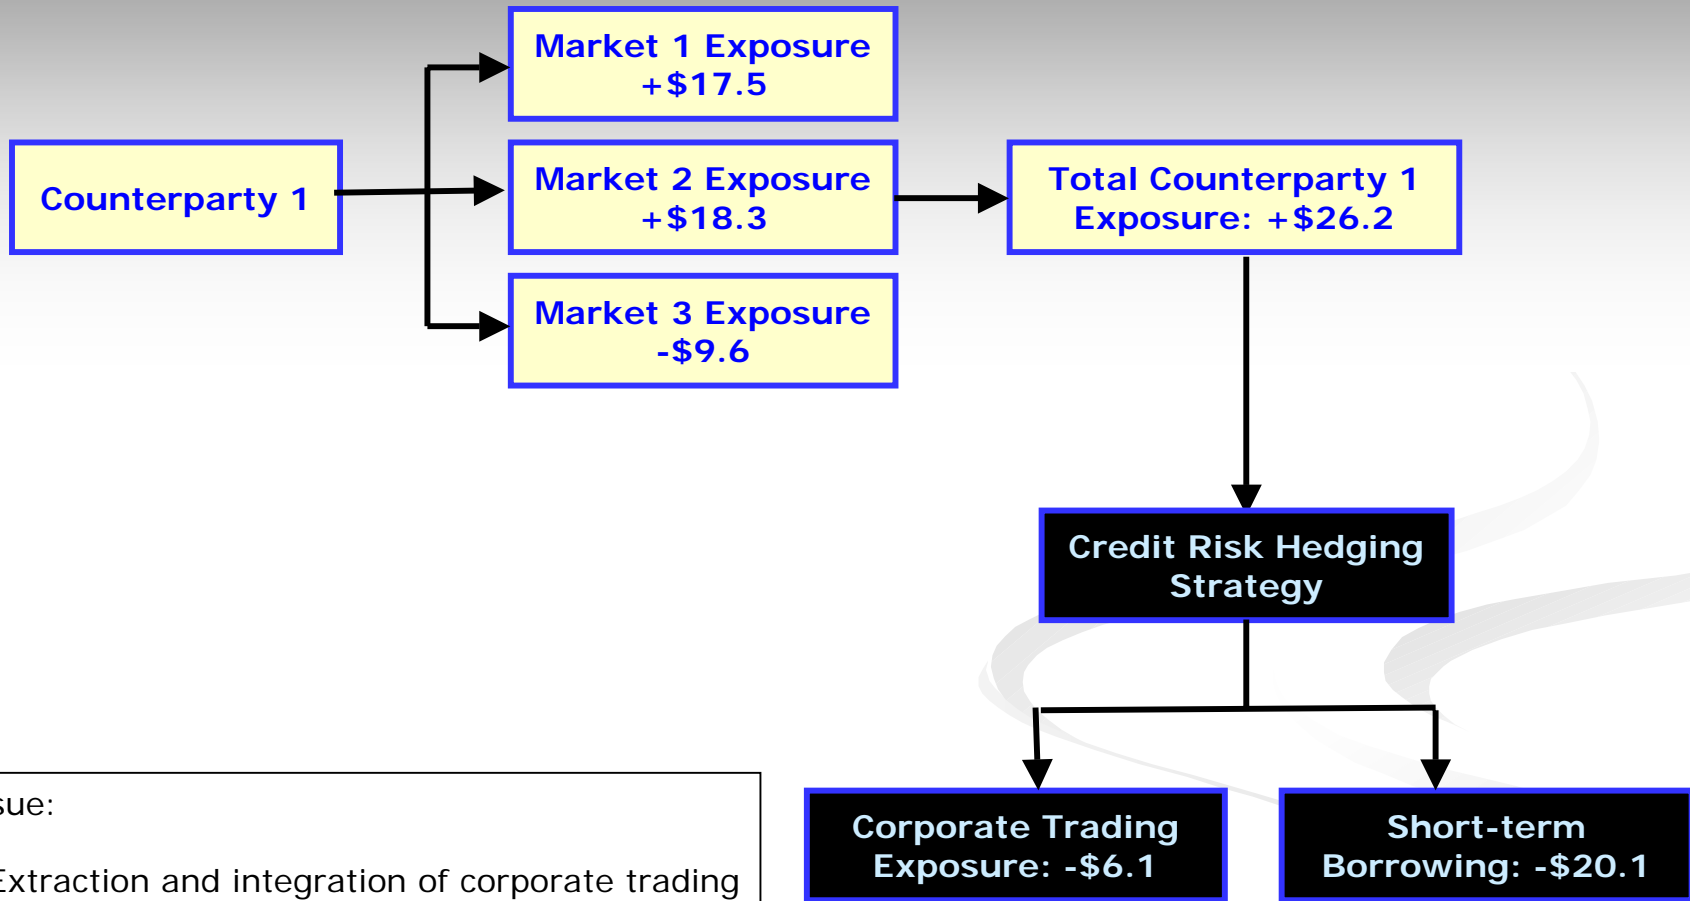 Market 1 Exposure
+$17.5
Counterparty 1
Market 2 Exposure
+$18.3
Total Counterparty 1
Exposure: +$26.2
Market 3 Exposure
-$9.6
Credit Risk Hedging
Strategy
Corporate Trading
Exposure: -$6.1
Short-term
Borrowing: -$20.1
sue:
Extraction and integration of corporate trading